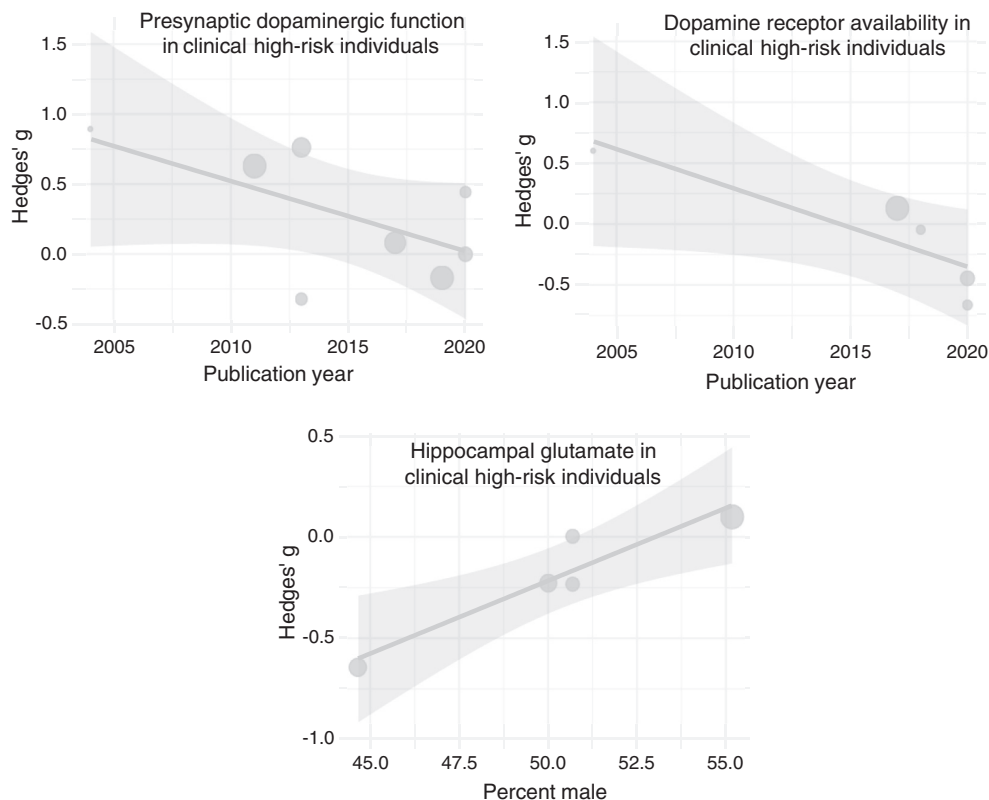 Presynaptic dopaminergic function
in clinical high-risk individuals
1.5
1.0
0.5
0.0
-0.5
Hedges' g
2005 2010 2015 2020
Publication year
Dopamine receptor availability in
clinical high-risk individuals
1.5
1.0
0.5
0.0
-0.5
Hedges' g
2005 2010 2015 2020
Publication year
Hippocampal glutamate in
clinical high-risk individuals
0.5
0.0
-0.5
-1.0
Hedges' g
45.0 47.5 50.0 52.5 55.0
Percent male